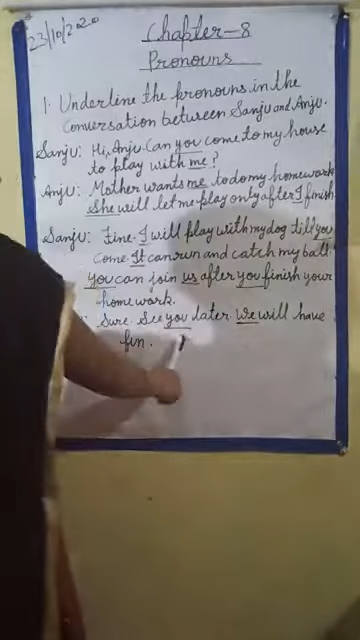 23/10/2020
Chapter-8
Pronouns
1. Underline the pronouns in the
conversation between Sanju and Anju.
Sanju: Hi, Anju. Can you come to my house
to play with me?
Anju: Mother wants me to do my homework
She will let me play only after I finish
Sanju: Fine. I will play with my dog till you
come. It can run and catch my ball.
you can join us after you finish your
homework.
: Sure. See you later. We will have
fun.